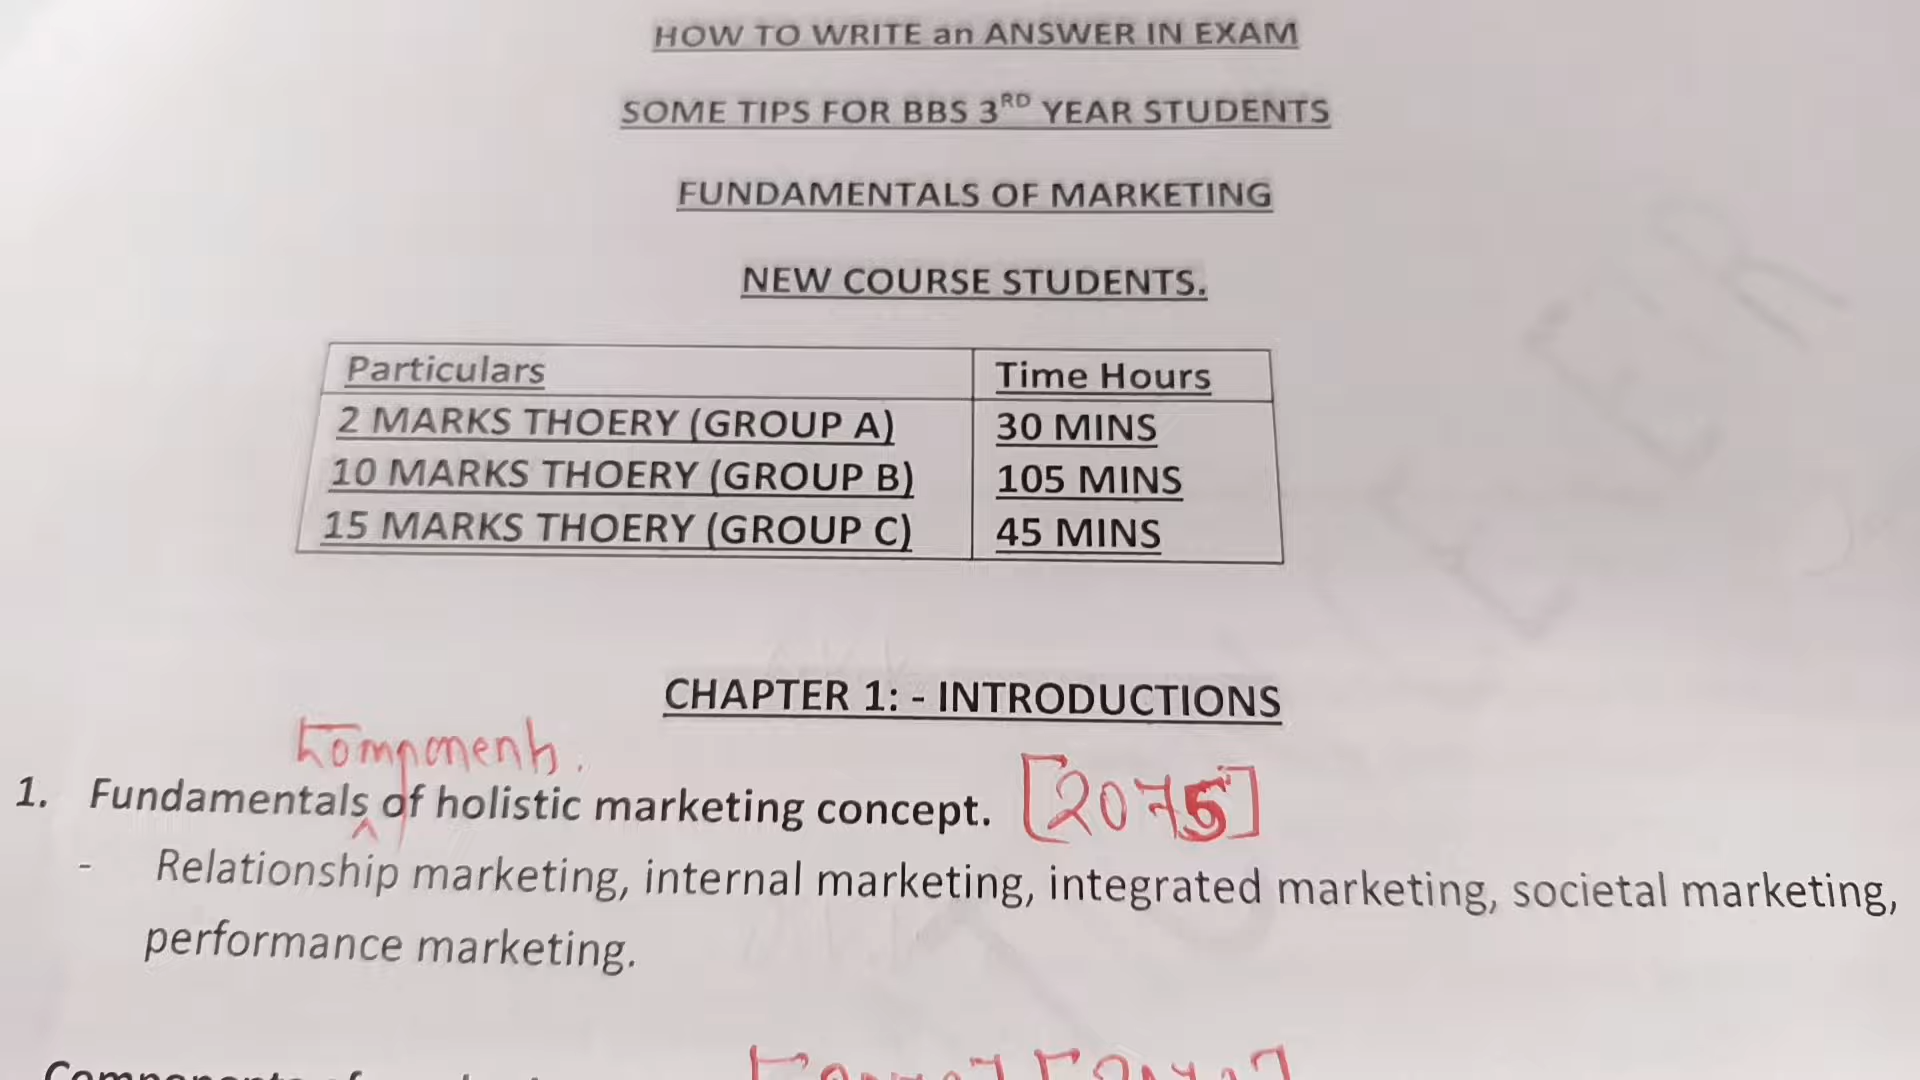 HOW TO WRITE an ANSWER IN EXAM
SOME TIPS FOR BBS 3RD YEAR STUDENTS
FUNDAMENTALS OF MARKETING
NEW COURSE STUDENTS.
Particulars Time Hours
2 MARKS THOERY (GROUP A) 30 MINS
10 MARKS THOERY (GROUP B) 105 MINS
15 MARKS THOERY (GROUP C) 45 MINS
CHAPTER 1: - INTRODUCTIONS
Components.
1. Fundamentals of holistic marketing concept. [2075]
- Relationship marketing, internal marketing, integrated marketing, societal marketing,
performance marketing.